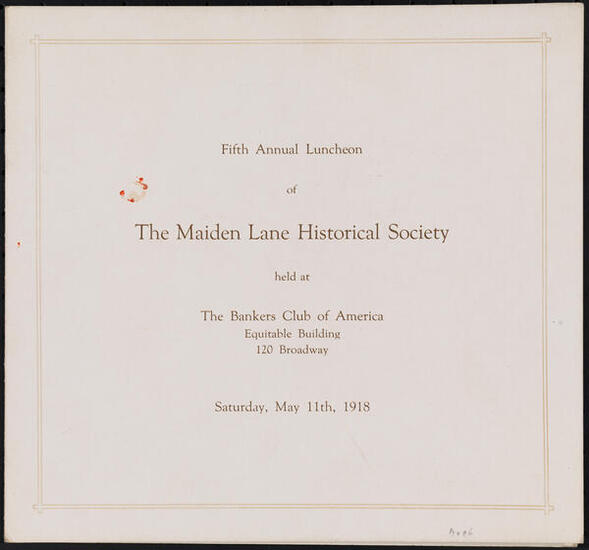 Fifth Annual Luncheon
of
The Maiden Lane Historical Society
held at
The Bankers Club of America
Equitable Building
120 Broadway
Saturday, May 11th, 1918